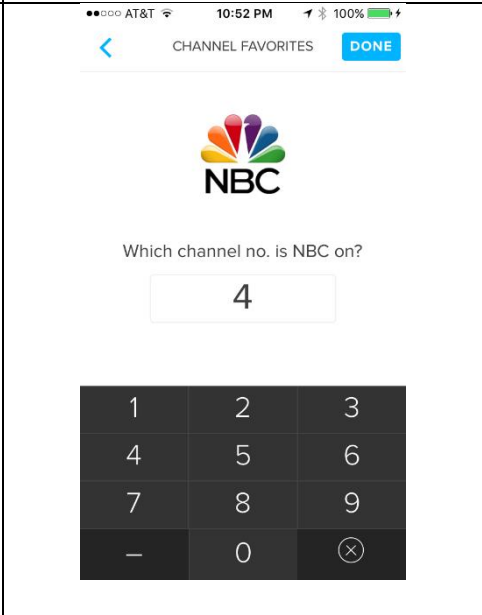 AT&T 10:52 PM 100%
CHANNEL FAVORITES DONE
NBC
Which channel no. is NBC on?
4
1 2 3
4 5 6
7 8 9
– 0